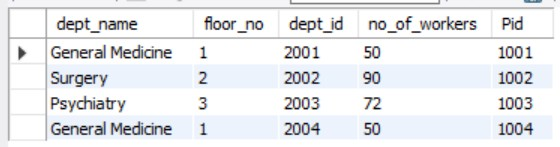 dept_name floor_no dept_id no_of_workers Pid
General Medicine 1 2001 50 1001
Surgery 2 2002 90 1002
Psychiatry 3 2003 72 1003
General Medicine 1 2004 50 1004